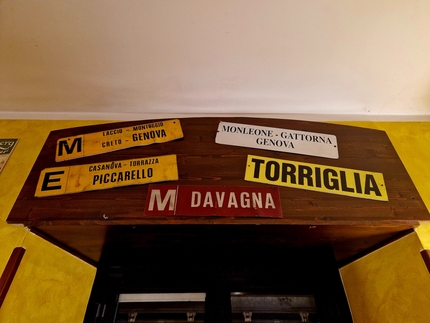 M
LACCIO - MONTOGGIO
CRETO - GENOVA
MONLEONE - GATTORNA
GENOVA
E
CASANOVA - TORRAZZA
PICCARELLO
TORRIGLIA
M DAVAGNA